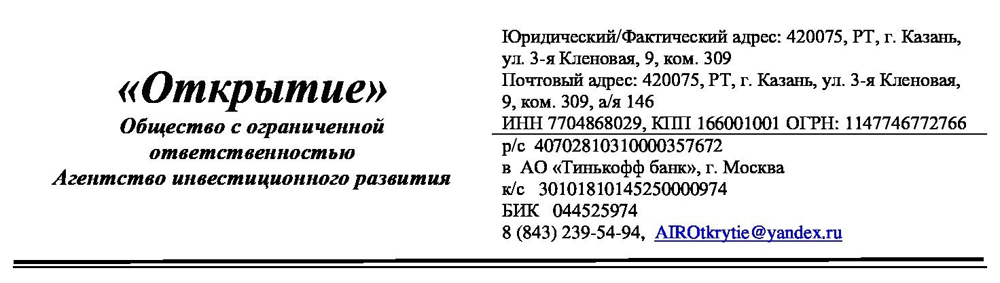 «Открытие»
Общество с ограниченной
ответственностью
Агентство инвестиционного развития
Юридический/Фактический адрес: 420075, РТ, г. Казань,
ул. 3-я Кленовая, 9, ком. 309
Почтовый адрес: 420075, РТ, г. Казань, ул. 3-я Кленовая,
9, ком. 309, а/я 146
ИНН 7704868029, КПП 166001001 ОГРН: 1147746772766
р/с 40702810310000357672
в АО «Тинькофф банк», г. Москва
к/с 30101810145250000974
БИК 044525974
8 (843) 239-54-94, AIROtkrytie@yandex.ru